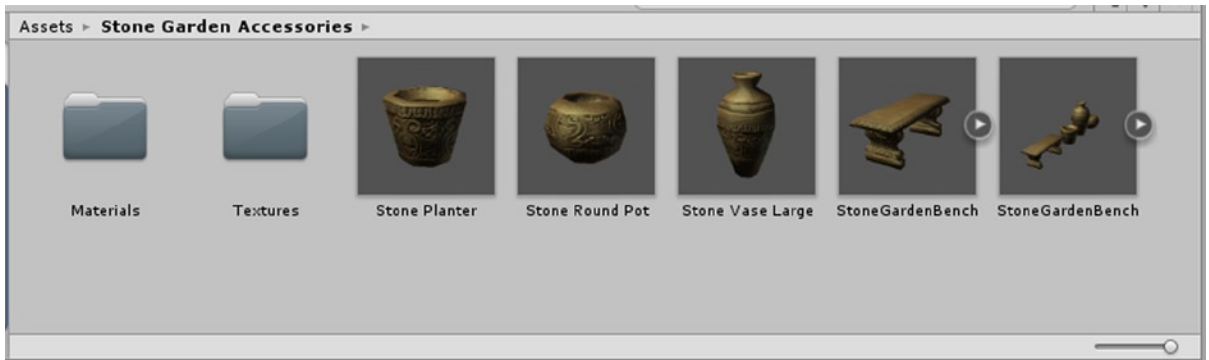 Assets ▸ Stone Garden Accessories ▸
Materials
Textures
Stone Planter
Stone Round Pot
Stone Vase Large
StoneGardenBench
StoneGardenBench